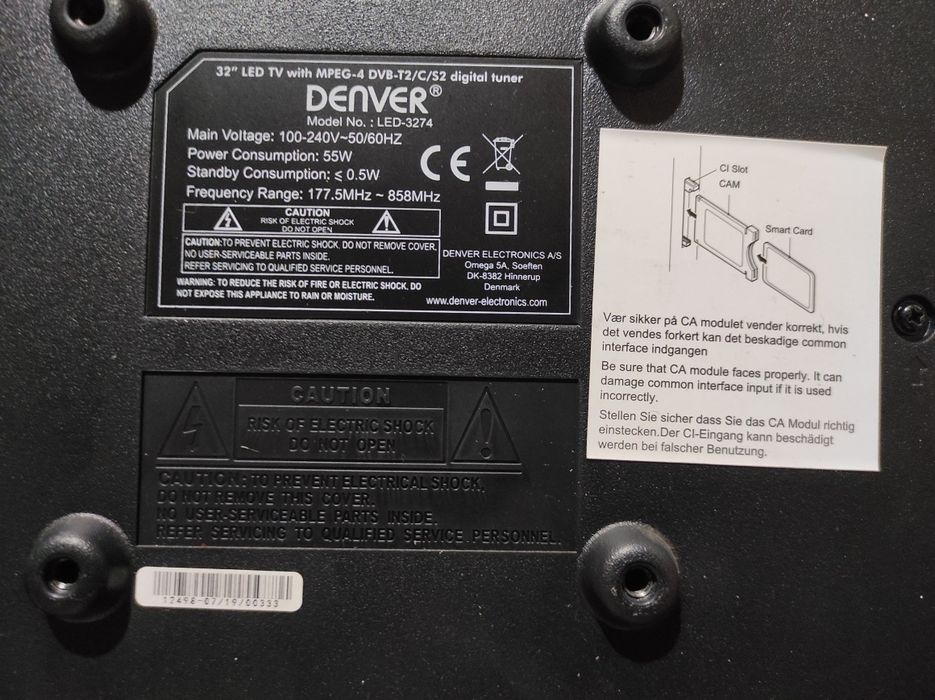 32" LED TV with MPEG-4 DVB-T2/C/S2 digital tuner
DENVER®
Model No. : LED-3274
Main Voltage: 100-240V~50/60HZ
Power Consumption: 55W
Standby Consumption: ≤ 0.5W
Frequency Range: 177.5MHz ~ 858MHz
CE
CAUTION
RISK OF ELECTRIC SHOCK
DO NOT OPEN
CAUTION:TO PREVENT ELECTRIC SHOCK, DO NOT REMOVE COVER,
NO USER-SERVICEABLE PARTS INSIDE.
REFER SERVICING TO QUALIFIED SERVICE PERSONNEL.
WARNING: TO REDUCE THE RISK OF FIRE OR ELECTRIC SHOCK, DO
NOT EXPOSE THIS APPLIANCE TO RAIN OR MOISTURE.
DENVER ELECTRONICS A/S
Omega 5A, Soeften
DK-8382 Hinnerup
Denmark
www.denver-electronics.com
CI Slot
CAM
Smart Card
Vær sikker på CA modulet vender korrekt, hvis
det vendes forkert kan det beskadige common
interface indgangen
Be sure that CA module faces properly. It can
damage common interface input if it is used
incorrectly.
Stellen Sie sicher dass Sie das CA Modul richtig
einstecken.Der CI-Eingang kann beschädigt
werden bei falscher Benutzung.
CAUTION
RISK OF ELECTRIC SHOCK
DO NOT OPEN
CAUTION: TO PREVENT ELECTRICAL SHOCK,
DO NOT REMOVE THIS COVER.
NO USER-SERVICEABLE PARTS INSIDE.
REFER SERVICING TO QUALIFIED SERVICE PERSONNEL.
12498-07/19/00333